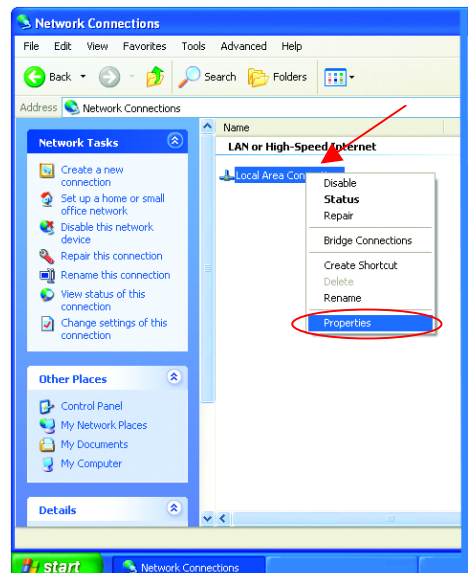 Network Connections
File Edit View Favorites Tools Advanced Help
Back Search Folders
Address Network Connections
Network Tasks
Create a new
connection
Set up a home or small
office network
Disable this network
device
Repair this connection
Rename this connection
View status of this
connection
Change settings of this
connection
Other Places
Control Panel
My Network Places
My Documents
My Computer
Details
Name
LAN or High-Speed Internet
Local Area
Disable
Status
Repair
Bridge Connections
Create Shortcut
Delete
Rename
Properties
start Network Connections